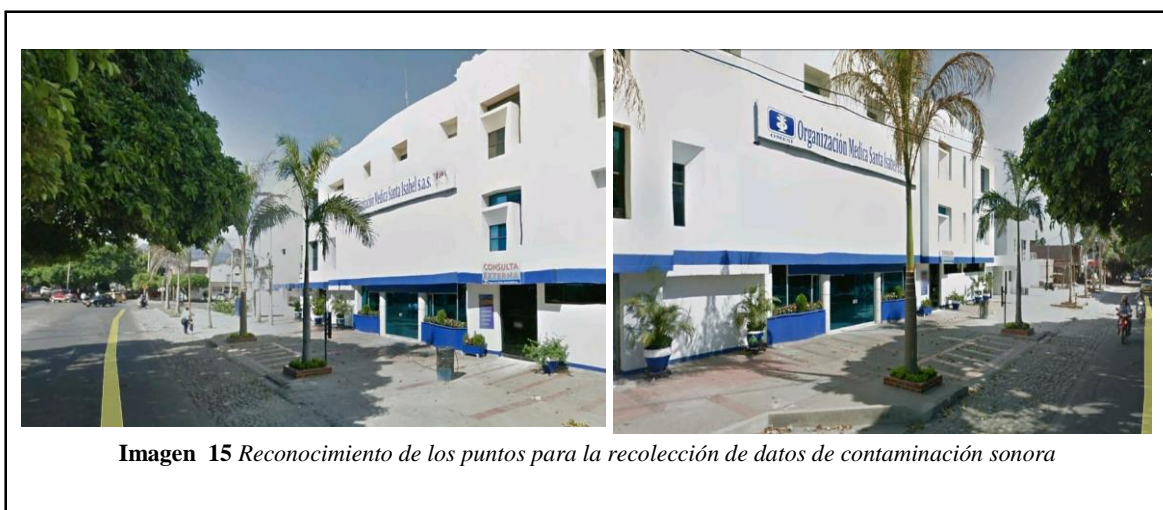 Organización Medica Santa Isabel s.a.s.
CONSULTA
EXTERNA
OMESI
Organización Medica Santa Isabel
Imagen 15 Reconocimiento de los puntos para la recolección de datos de contaminación sonora